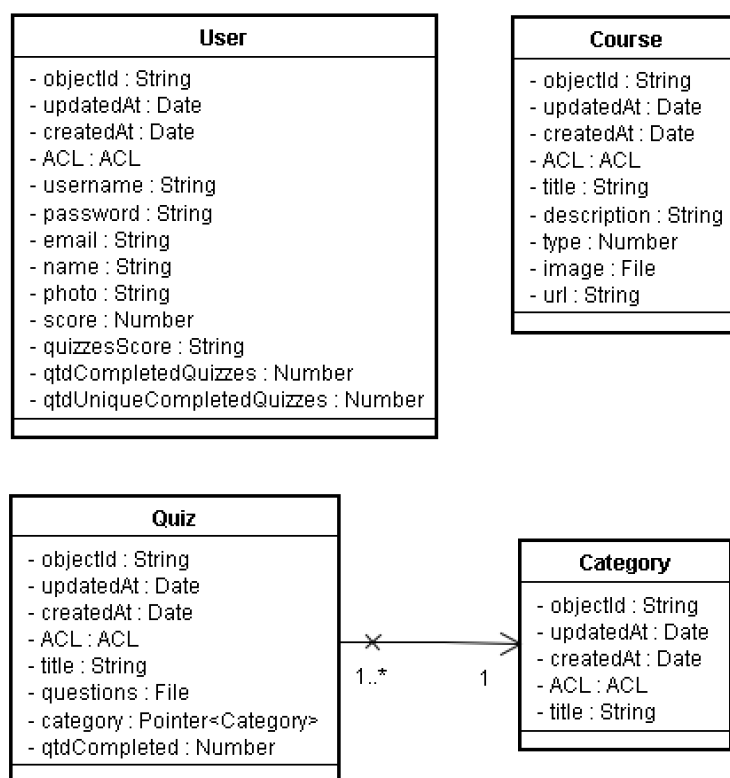 User
- objectId : String
- updatedAt : Date
- createdAt : Date
- ACL : ACL
- username : String
- password : String
- email : String
- name : String
- photo : String
- score : Number
- quizzesScore : String
- qtdCompletedQuizzes : Number
- qtdUniqueCompletedQuizzes : Number
Course
- objectId : String
- updatedAt : Date
- createdAt : Date
- ACL : ACL
- title : String
- description : String
- type : Number
- image : File
- url : String
Quiz
- objectId : String
- updatedAt : Date
- createdAt : Date
- ACL : ACL
- title : String
- questions : File
- category : Pointer<Category>
- qtdCompleted : Number
1..*
1
Category
- objectId : String
- updatedAt : Date
- createdAt : Date
- ACL : ACL
- title : String